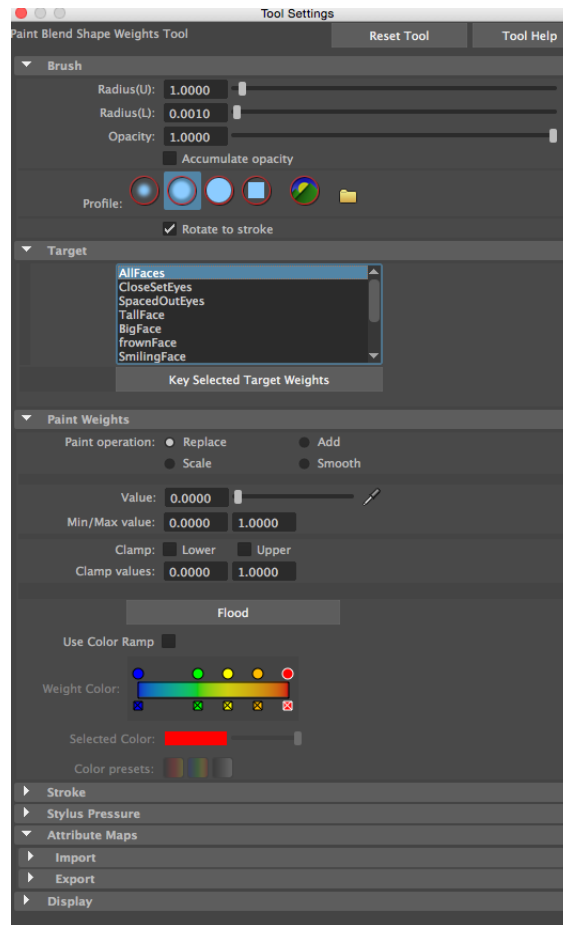 Tool Settings
Paint Blend Shape Weights Tool Reset Tool Tool Help
Brush
Radius(U): 1.0000
Radius(L): 0.0010
Opacity: 1.0000
Accumulate opacity
Profile:
Rotate to stroke
Target
AllFaces
CloseSetEyes
SpacedOutEyes
TallFace
BigFace
frownFace
SmilingFace
Key Selected Target Weights
Paint Weights
Paint operation: Replace Add
Scale Smooth
Value: 0.0000
Min/Max value: 0.0000 1.0000
Clamp: Lower Upper
Clamp values: 0.0000 1.0000
Flood
Use Color Ramp
Weight Color:
Selected Color:
Color presets:
Stroke
Stylus Pressure
Attribute Maps
Import
Export
Display